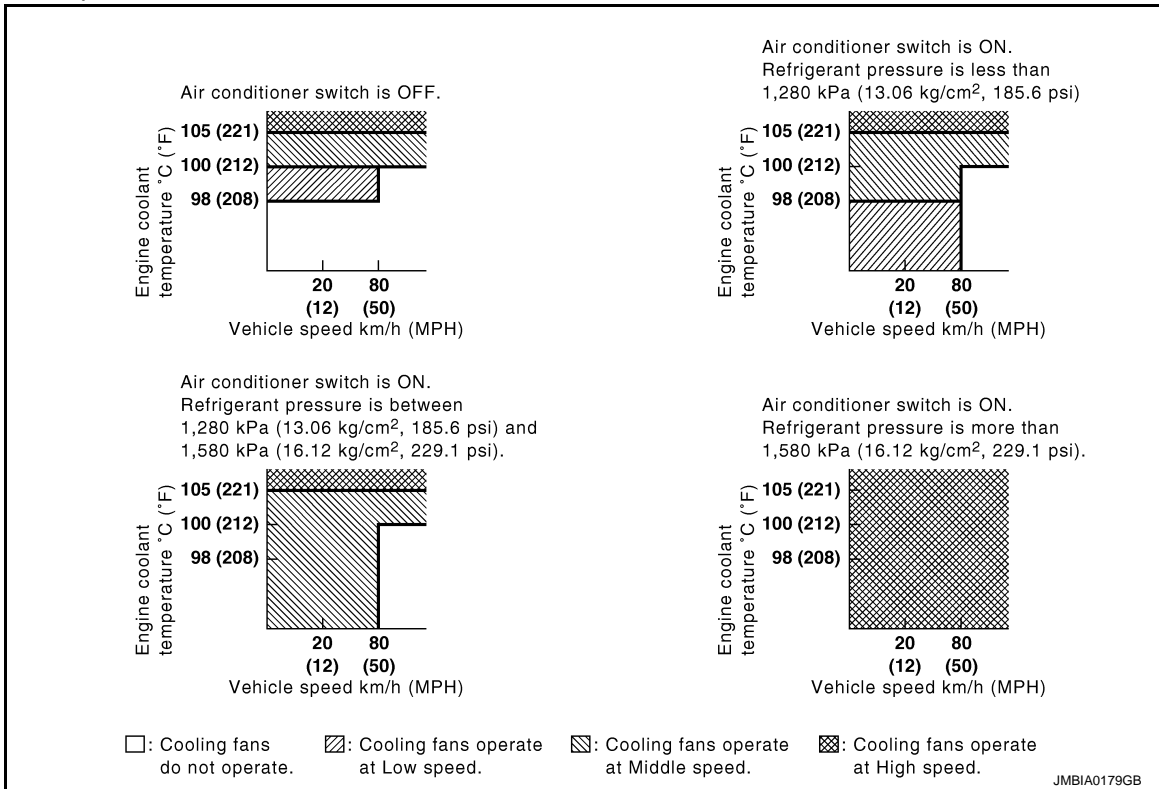 Air conditioner switch is OFF.
Engine coolant
temperature ˚C (˚F)
105 (221)
100 (212)
98 (208)
20
(12)
80
(50)
Vehicle speed km/h (MPH)
Air conditioner switch is ON.
Refrigerant pressure is less than
1,280 kPa (13.06 kg/cm², 185.6 psi)
Engine coolant
temperature ˚C (˚F)
105 (221)
100 (212)
98 (208)
20
(12)
80
(50)
Vehicle speed km/h (MPH)
Air conditioner switch is ON.
Refrigerant pressure is between
1,280 kPa (13.06 kg/cm², 185.6 psi) and
1,580 kPa (16.12 kg/cm², 229.1 psi).
Engine coolant
temperature ˚C (˚F)
105 (221)
100 (212)
98 (208)
20
(12)
80
(50)
Vehicle speed km/h (MPH)
Air conditioner switch is ON.
Refrigerant pressure is more than
1,580 kPa (16.12 kg/cm², 229.1 psi).
Engine coolant
temperature ˚C (˚F)
105 (221)
100 (212)
98 (208)
20
(12)
80
(50)
Vehicle speed km/h (MPH)
: Cooling fans
do not operate.
: Cooling fans operate
at Low speed.
: Cooling fans operate
at Middle speed.
: Cooling fans operate
at High speed.
JMBIA0179GB